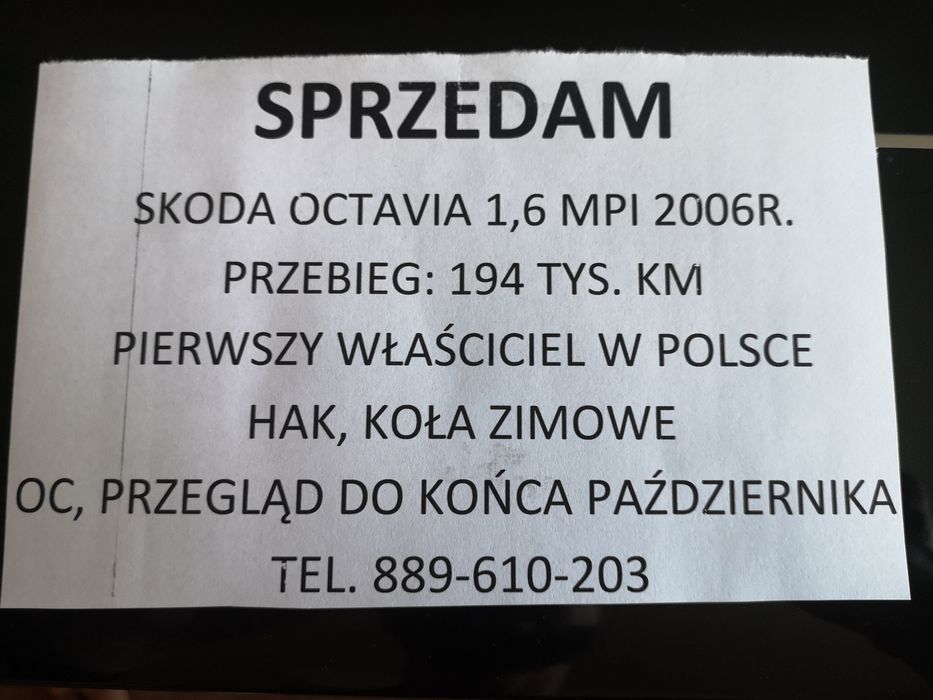 SPRZEDAM
SKODA OCTAVIA 1,6 MPI 2006R.
PRZEBIEG: 194 TYS. KM
PIERWSZY WŁAŚCICIEL W POLSCE
HAK, KOŁA ZIMOWE
OC, PRZEGLĄD DO KOŃCA PAŹDZIERNIKA
TEL. 889-610-203